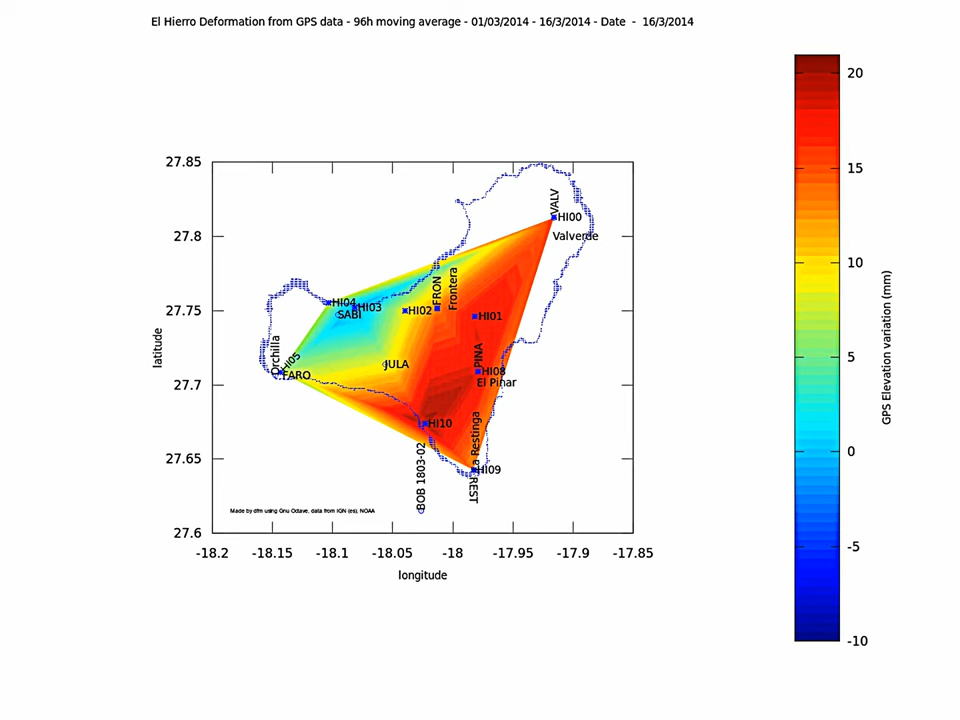 El Hierro Deformation from GPS data - 96h moving average - 01/03/2014 - 16/3/2014 - Date - 16/3/2014
20
15
10
5
0
-5
-10
GPS Elevation variation (mm)
27.85
27.8
27.75
27.7
27.65
27.6
latitude
-18.2
-18.15
-18.1
-18.05
-18
-17.95
-17.9
-17.85
longitude
VALV
HI00
Valverde
FRON
Frontera
HI04
HI03
SABI
HI02
HI01
Orchilla
HI05
FARO
JULA
PINA
HI08
El Pinar
HI10
La Restinga
HI09
REST
BOB 1803-02
Made by dfm using Gnu Octave, data from IGN (es), NOAA